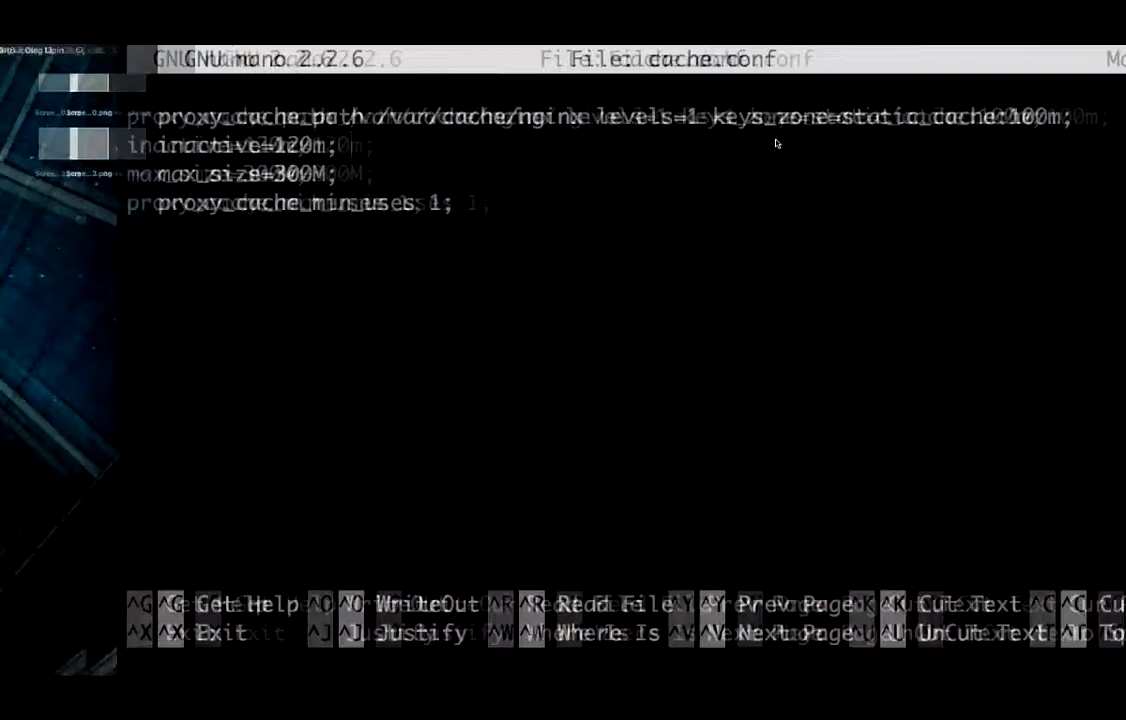 GNU nano 2.2.6 File: cache.conf
proxy_cache_path /var/cache/nginx levels=1 keys_zone=static_cache:100m;
inactive=120m;
max_size=300M;
proxy_cache_min_uses 1;
^G Get Help ^O WriteOut ^R Read File ^Y Prev Page ^K Cut Text ^C
^X Exit ^J Justify ^W Where Is ^V Next Page ^U UnCut Text